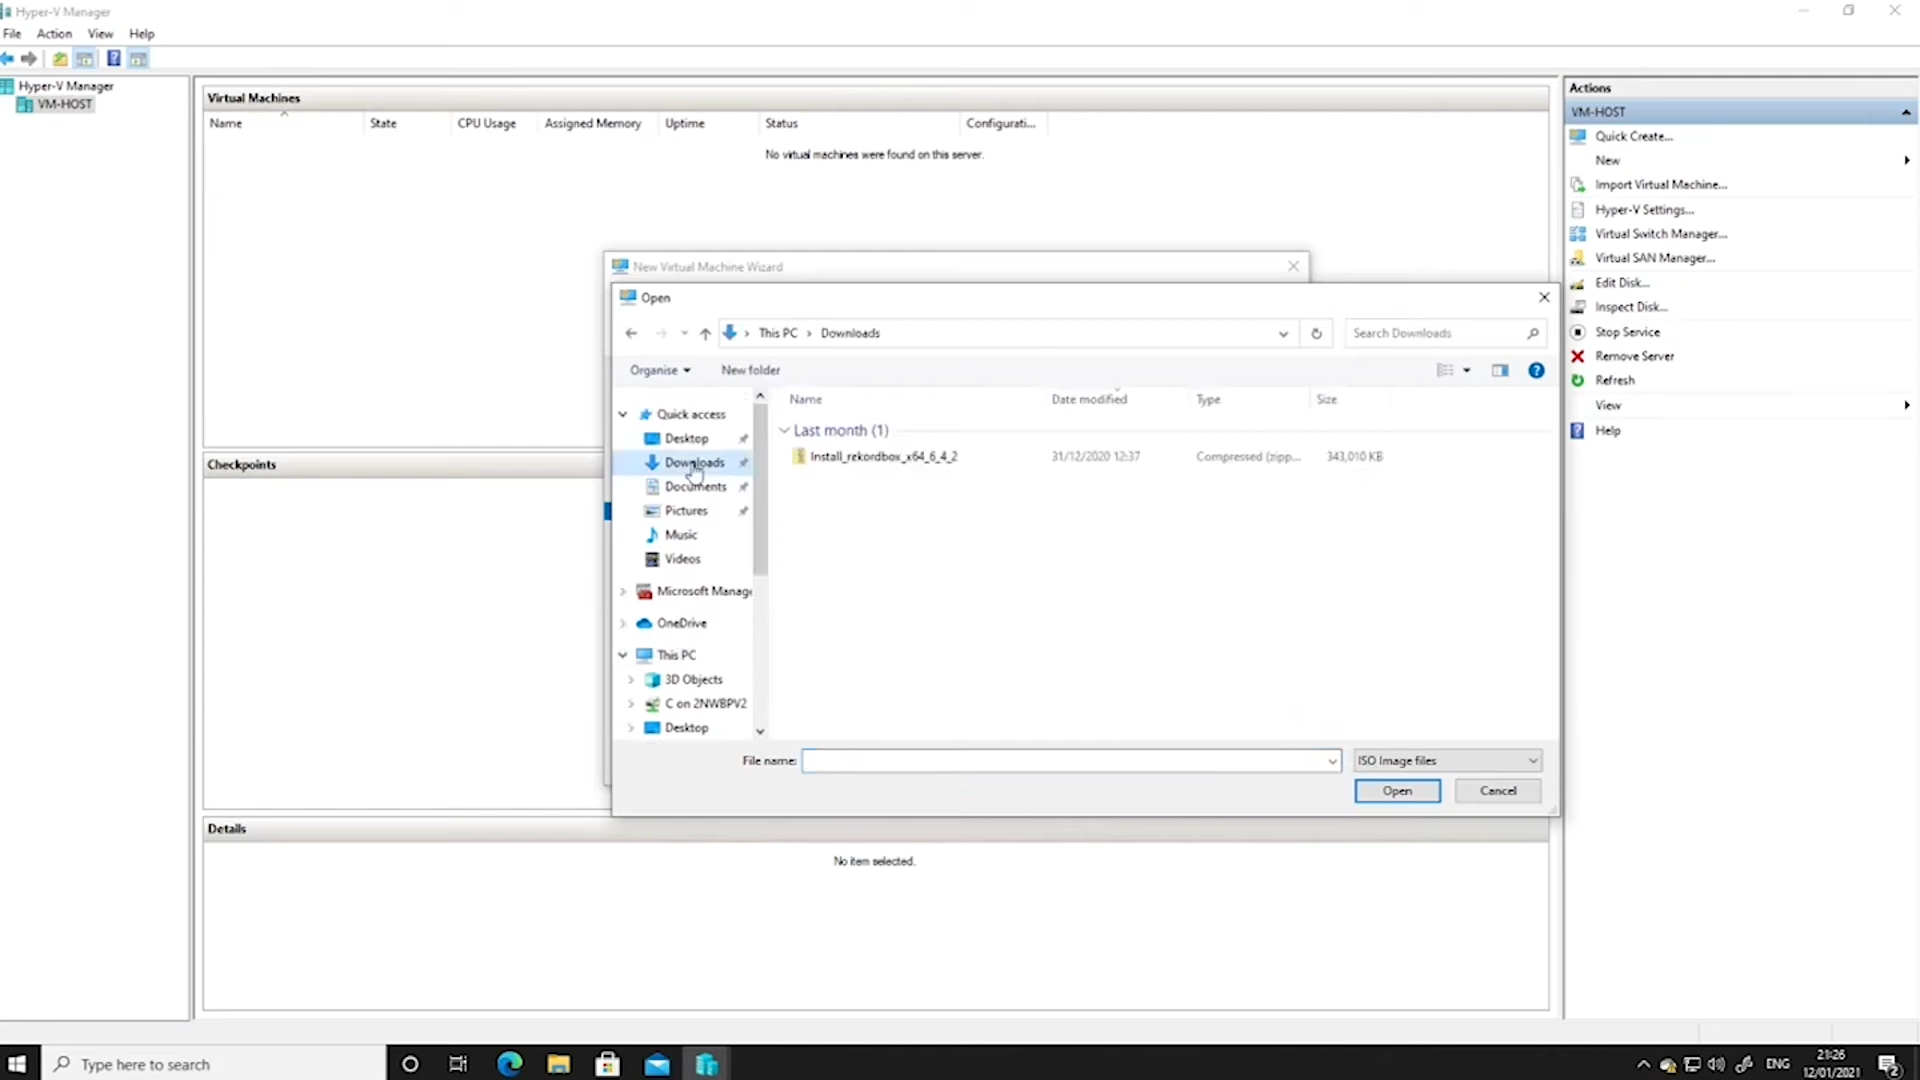 Hyper-V Manager
File Action View Help
Hyper-V Manager
VM-HOST
Virtual Machines
Name State CPU Usage Assigned Memory Uptime Status Configurati...
No virtual machines were found on this server.
Checkpoints
Details
No item selected.
New Virtual Machine Wizard
Open
This PC > Downloads
Search Downloads
Organise New folder
Quick access
Desktop
Downloads
Documents
Pictures
Music
Videos
Microsoft Manage
OneDrive
This PC
3D Objects
C on 2NWBPV2
Desktop
Name Date modified Type Size
Last month (1)
Install_rekordbox_x64_6_4_2 31/12/2020 12:37 Compressed (zipp... 343,010 KB
File name: ISO Image files
Open Cancel
Actions
VM-HOST
Quick Create...
New
Import Virtual Machine...
Hyper-V Settings...
Virtual Switch Manager...
Virtual SAN Manager...
Edit Disk...
Inspect Disk...
Stop Service
Remove Server
Refresh
View
Help
Type here to search
ENG
21:26
12/01/2021
2